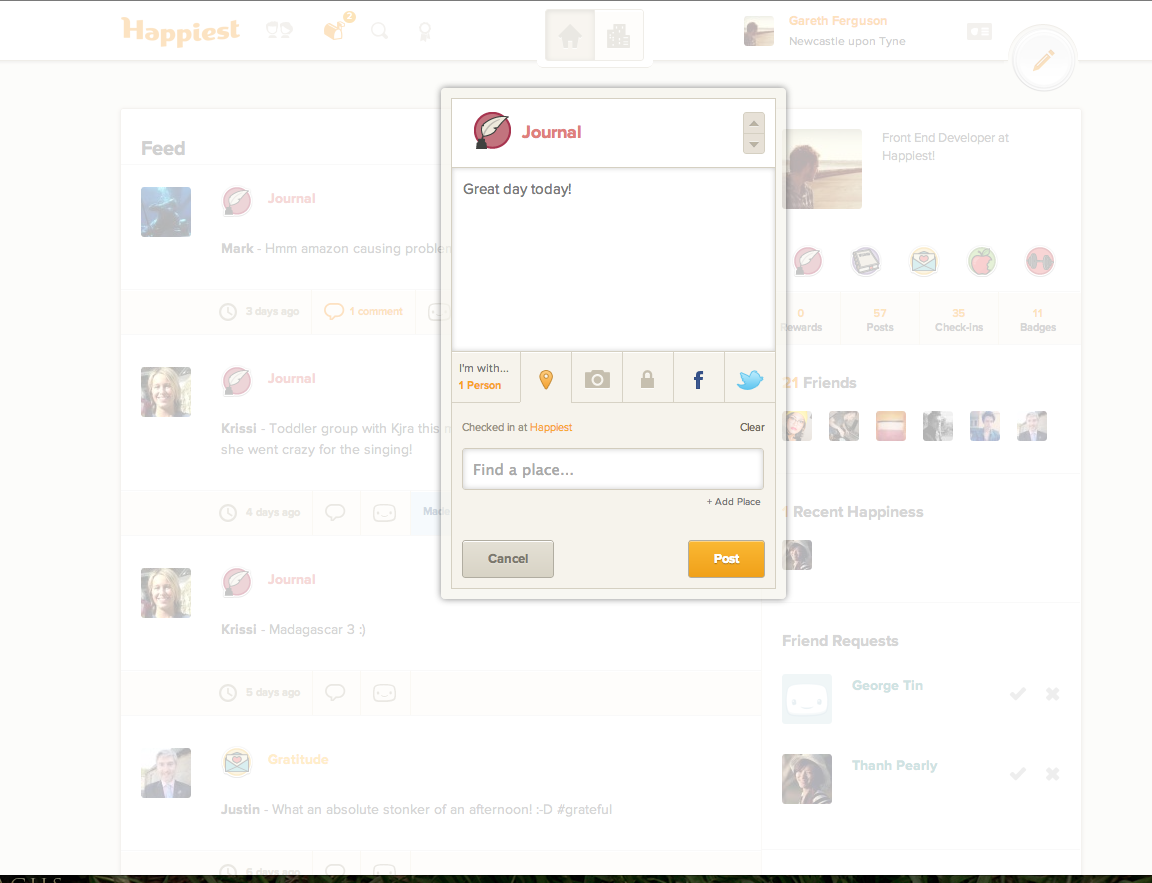 Happiest
2
Gareth Ferguson
Newcastle upon Tyne
Feed
Journal
Mark - Hmm amazon causing
3 days ago
1 comment
Journal
Krissi - Toddler group with Kjra this
she went crazy for the singing!
4 days ago
Made
Journal
Krissi - Madagascar 3 :)
5 days ago
Gratitude
Justin - What an absolute stonker of an afternoon! :-D #grateful
6 days ago
Journal
Great day today!
I'm with...
1 Person
f
Checked in at Happiest
Clear
Find a place...
+ Add Place
Cancel
Post
Front End Developer at
Happiest!
0
57
35
11
Rewards
Posts
Check-ins
Badges
21 Friends
1 Recent Happiness
Friend Requests
George Tin
Thanh Pearly